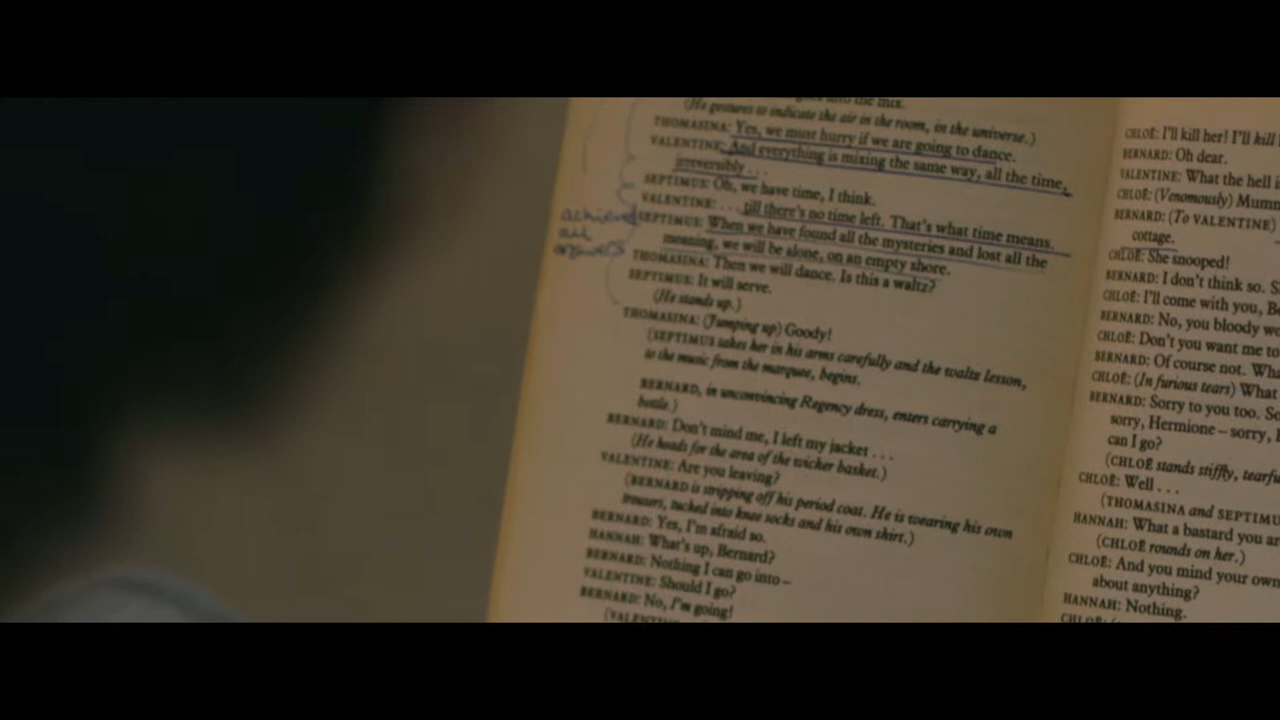 into the mix.
(He gestures to indicate the air in the room, in the universe.)
THOMASINA: Yes, we must hurry if we are going to dance.
VALENTINE: And everything is mixing the same way, all the time,
irreversibly . . .
SEPTIMUS: Oh, we have time, I think.
VALENTINE: . . . till there's no time left. That's what time means.
SEPTIMUS: When we have found all the mysteries and lost all the
meaning, we will be alone, on an empty shore.
THOMASINA: Then we will dance. Is this a waltz?
SEPTIMUS: It will serve.
(He stands up.)
THOMASINA: (Jumping up) Goody!
(SEPTIMUS takes her in his arms carefully and the waltz lesson,
to the music from the marquee, begins.
BERNARD, in unconvincing Regency dress, enters carrying a
bottle.)
BERNARD: Don't mind me, I left my jacket . . .
(He heads for the area of the wicker basket.)
VALENTINE: Are you leaving?
(BERNARD is stripping off his period coat. He is wearing his own
trousers, tucked into knee socks and his own shirt.)
BERNARD: Yes, I'm afraid so.
HANNAH: What's up, Bernard?
BERNARD: Nothing I can go into –
VALENTINE: Should I go?
BERNARD: No, I'm going!
(VALENTINE
all
answers
CHLOË: I'll kill her! I'll kill
BERNARD: Oh dear.
VALENTINE: What the hell i
CHLOË: (Venomously) Mumm
BERNARD: (To VALENTINE)
cottage.
CHLOË: She snooped!
BERNARD: I don't think so. S
CHLOË: I'll come with you, Be
BERNARD: No, you bloody wo
CHLOË: Don't you want me to
BERNARD: Of course not. Wha
CHLOË: (In furious tears) What
BERNARD: Sorry to you too. So
sorry, Hermione – sorry, H
can I go?
(CHLOË stands stiffly, tearfu
CHLOË: Well . . .
(THOMASINA and SEPTIMU
HANNAH: What a bastard you ar
(CHLOË rounds on her.)
CHLOË: And you mind your own
about anything?
HANNAH: Nothing.